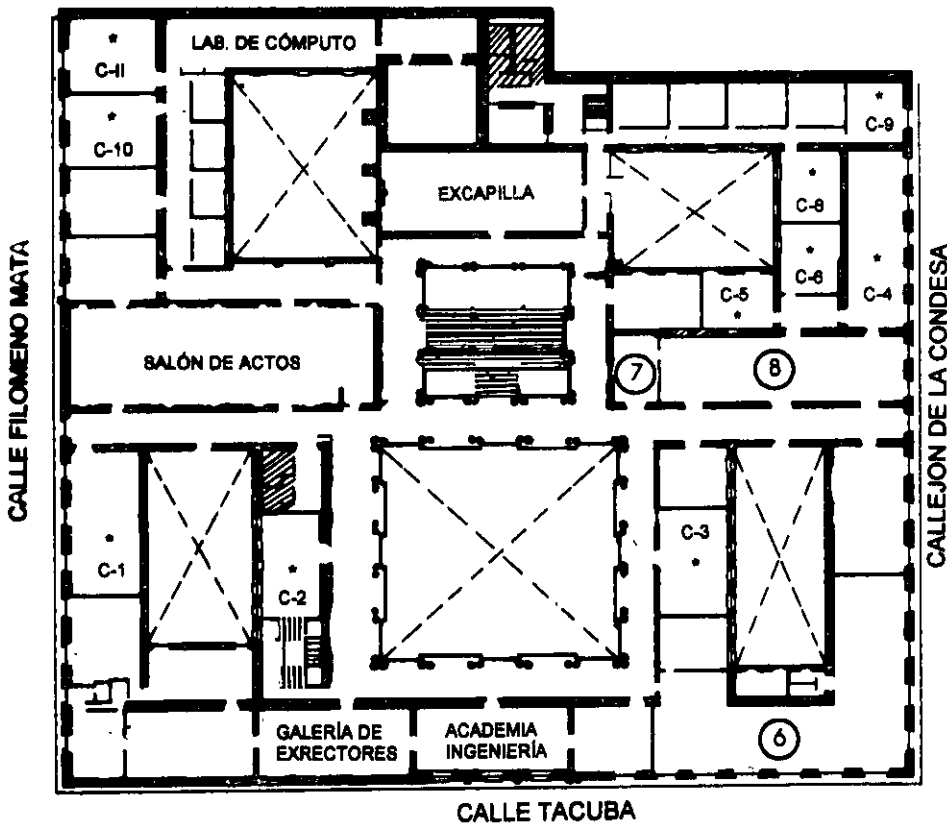 LAB. DE CÓMPUTO
*
C-II
*
C-10
*
C-9
EXCAPILLA
*
C-8
*
C-6
*
C-4
C-5
*
CALLE FILOMENO MATA
SALÓN DE ACTOS
7
8
CALLEJON DE LA CONDESA
*
C-1
*
C-2
C-3
*
GALERÍA DE
EXRECTORES
ACADEMIA
INGENIERÍA
6
CALLE TACUBA